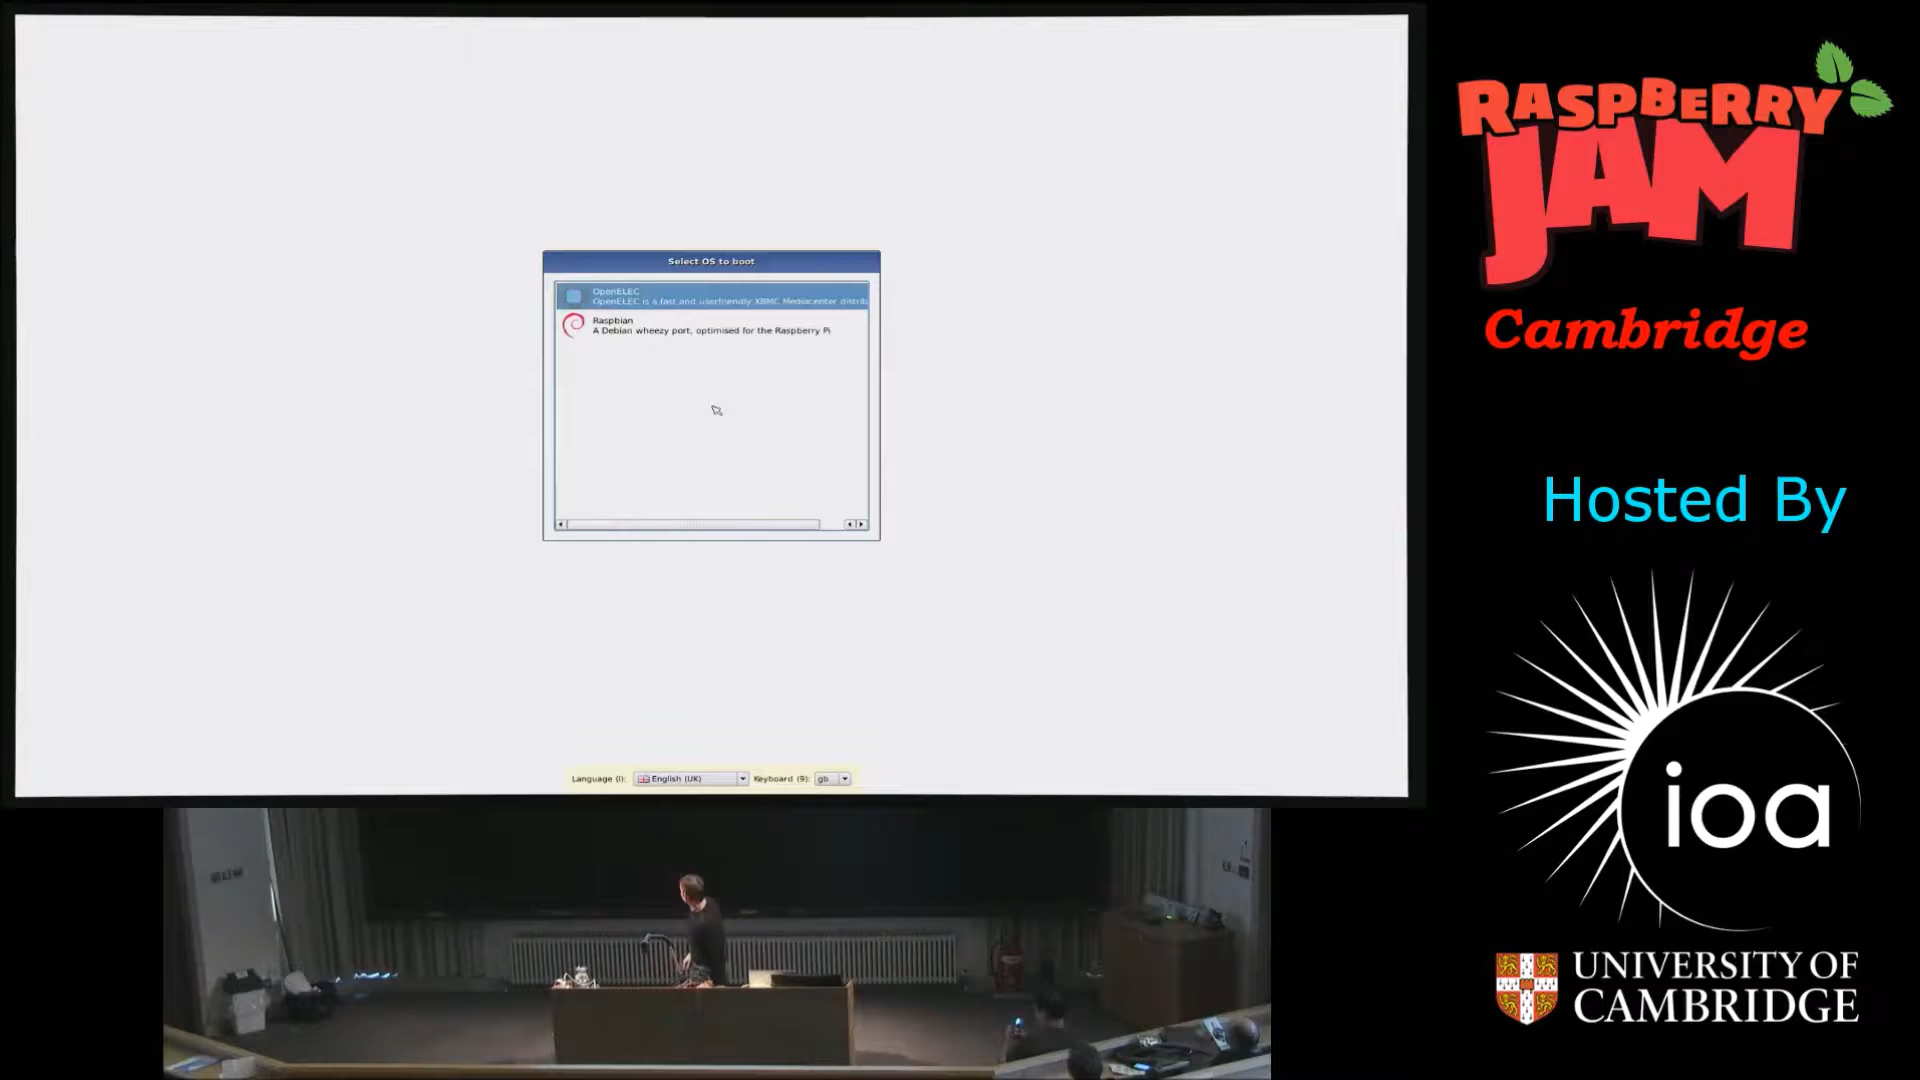 Select OS to boot
OpenELEC
OpenELEC is a fast and userfriendly XBMC Mediacenter distrib
Raspbian
A Debian wheezy port, optimised for the Raspberry Pi
Language (l): English (UK) Keyboard (9): gb
RASPBERRY
JAM
Cambridge
Hosted By
ioa
UNIVERSITY OF
CAMBRIDGE